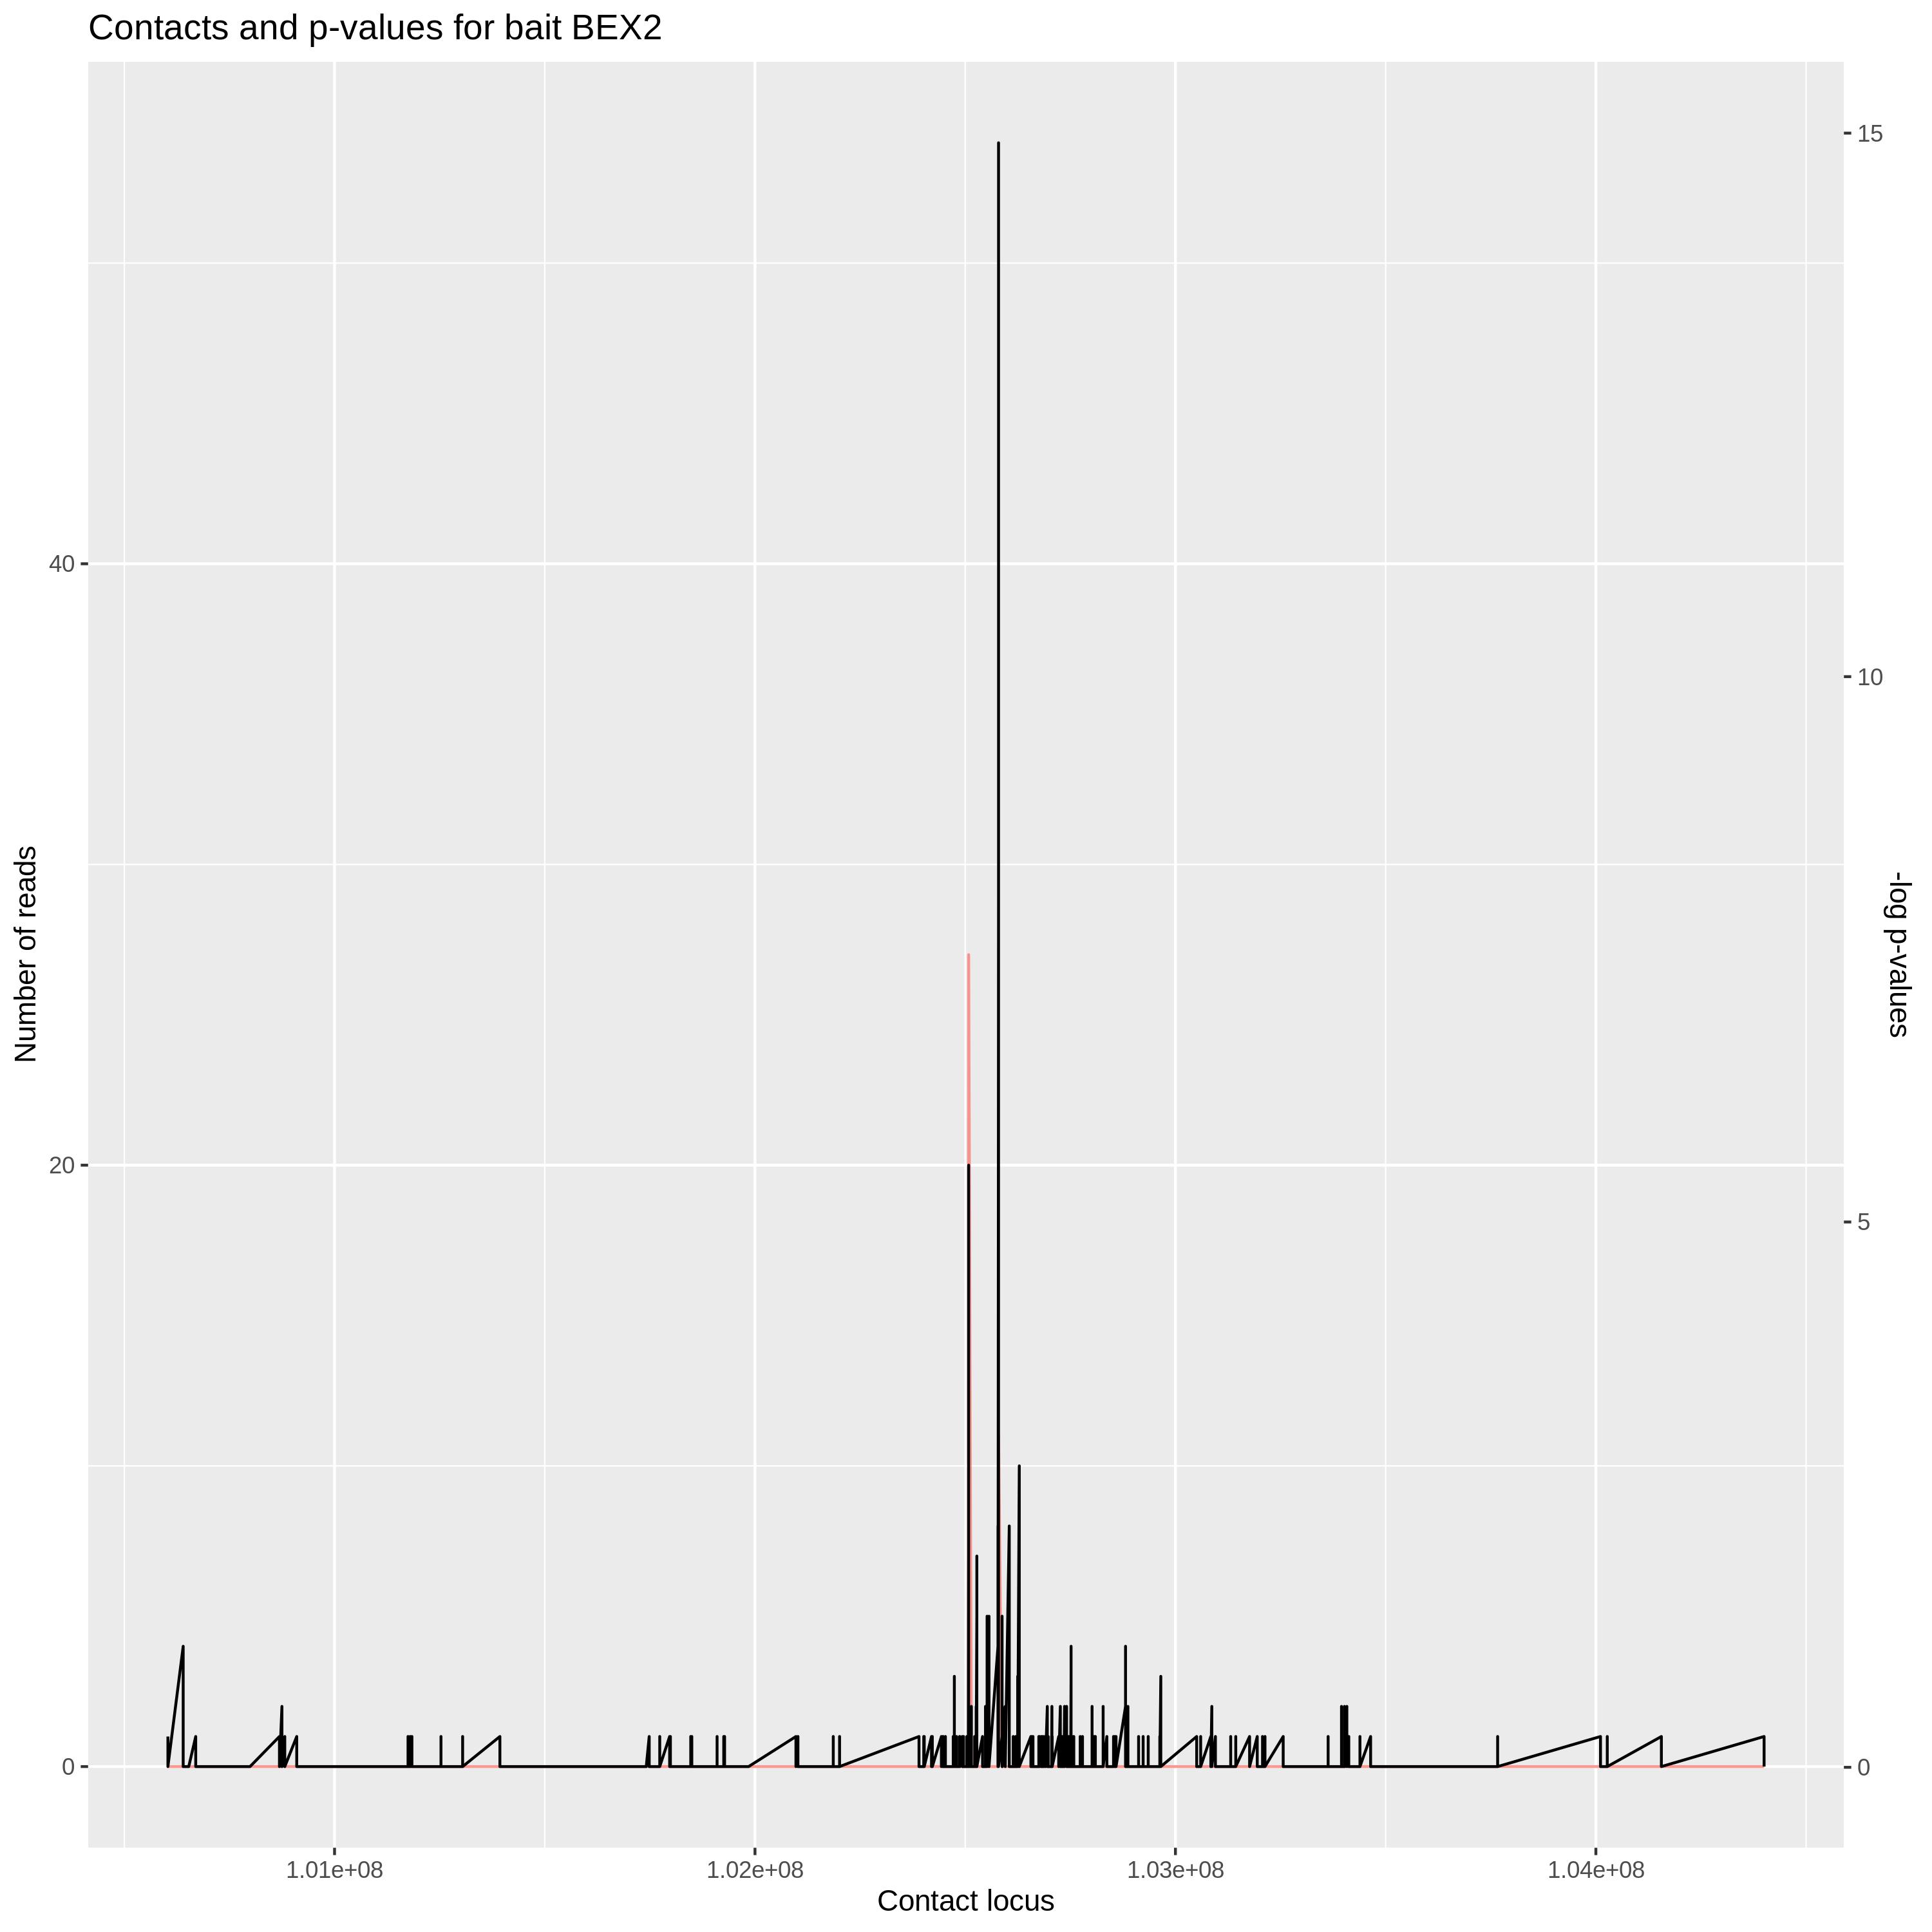 Contacts and p-values for bait BEX2
15
40
10
Number of reads
-log p-values
20
5
0
0
1.01e+08
1.02e+08
1.03e+08
1.04e+08
Contact locus